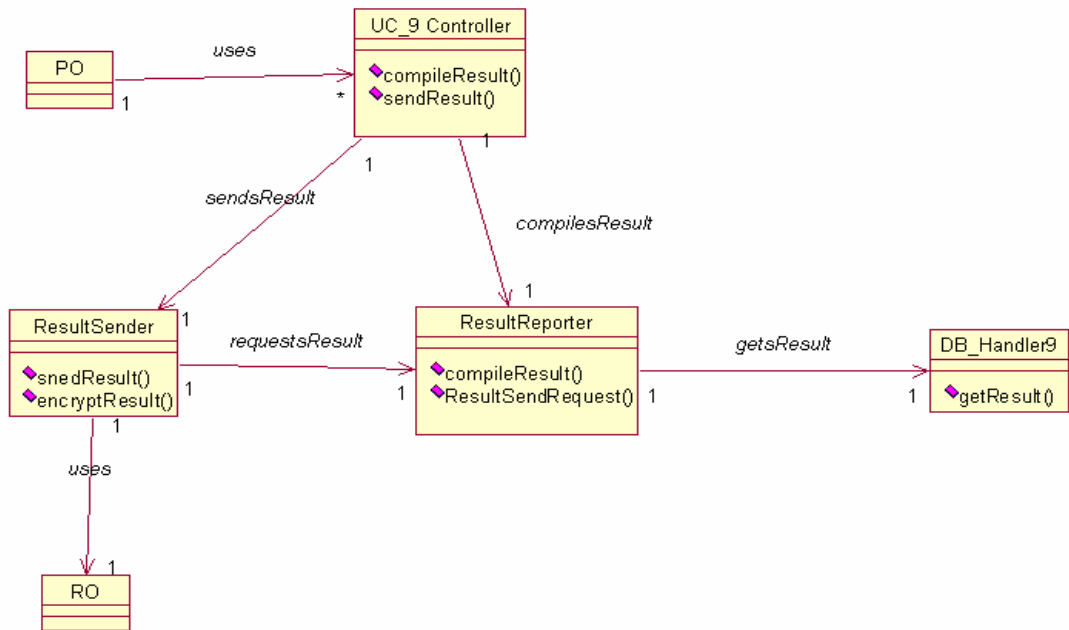 UC_9 Controller
uses
PO
compileResult()
sendResult()
1
*
1
1
sendsResult
compilesResult
1
ResultSender
1
ResultReporter
requestsResult
getsResult
DB_Handler9
snedResult()
encryptResult()
compileResult()
ResultSendRequest()
getResult()
1
1
1
1
1
uses
1
RO